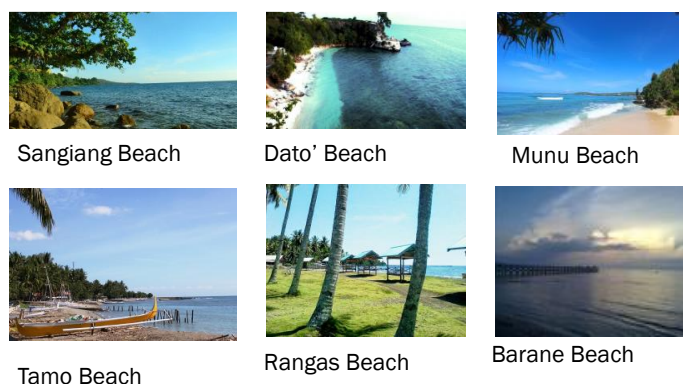 Sangiang Beach
Dato’ Beach
Munu Beach
Tamo Beach
Rangas Beach
Barane Beach